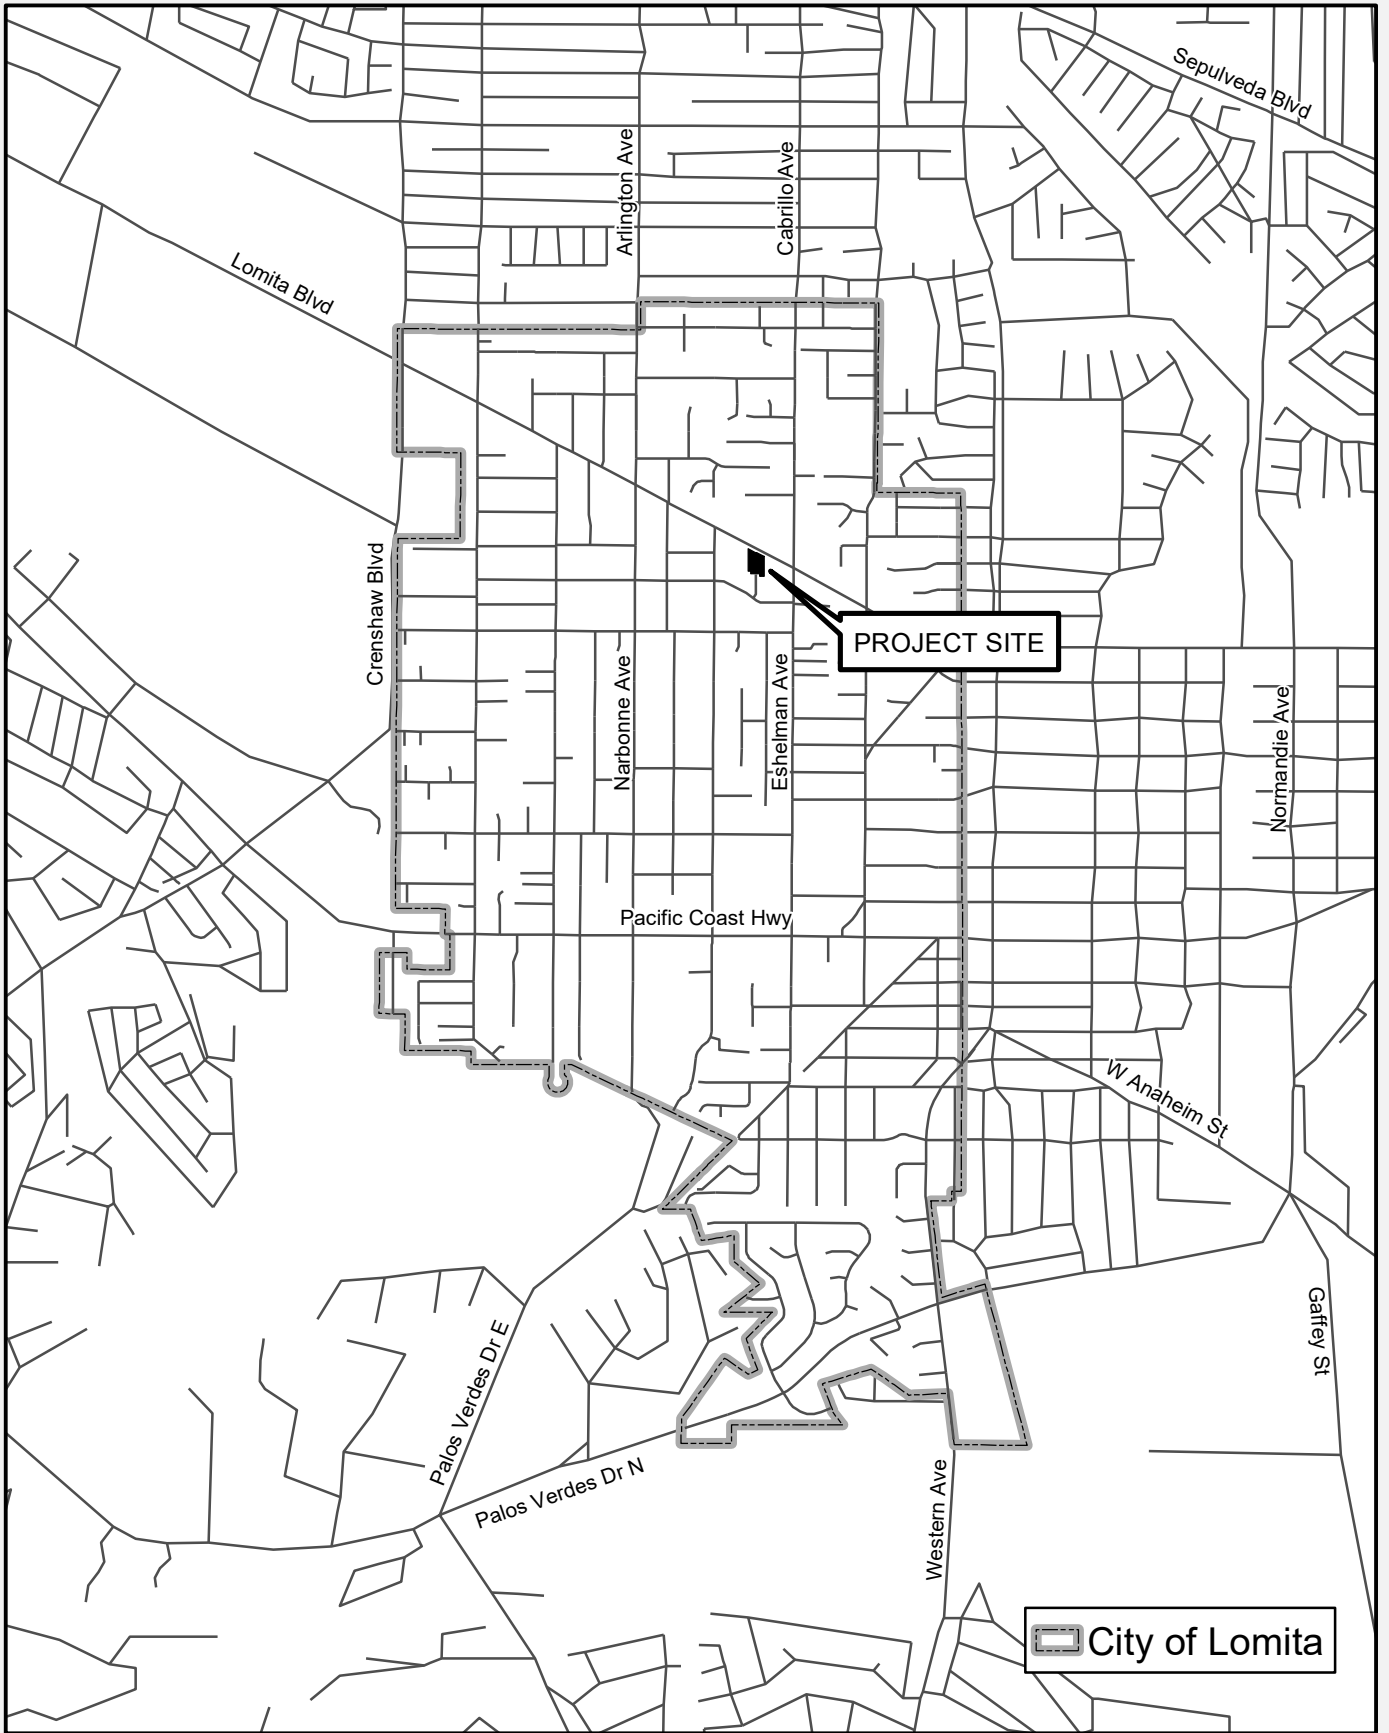 Sepulveda Blvd
Arlington Ave
Cabrillo Ave
Lomita Blvd
Crenshaw Blvd
PROJECT SITE
Narbonne Ave
Eshelman Ave
Normandie Ave
Pacific Coast Hwy
W Anaheim St
Gaffey St
Palos Verdes Dr E
Palos Verdes Dr N
Western Ave
City of Lomita